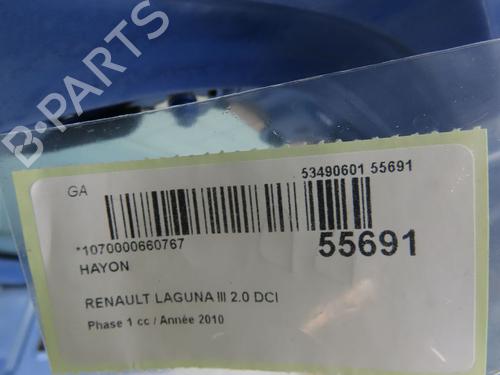 B-PARTS
GA
53490601 55691
*1070000660767
55691
HAYON
RENAULT LAGUNA III 2.0 DCI
Phase 1 cc / Année 2010